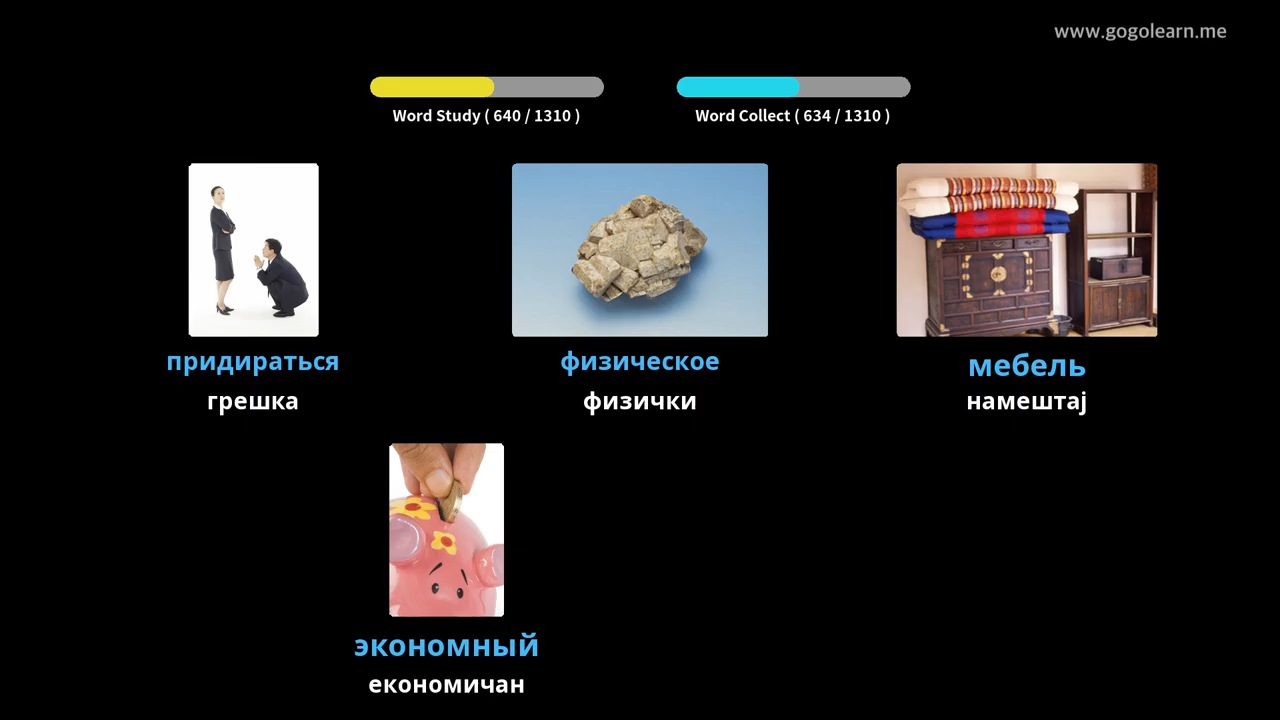 www.gogolearn.me
Word Study ( 640 / 1310 )
Word Collect ( 634 / 1310 )
придираться
грешка
физическое
физички
мебель
намештај
экономный
економичан